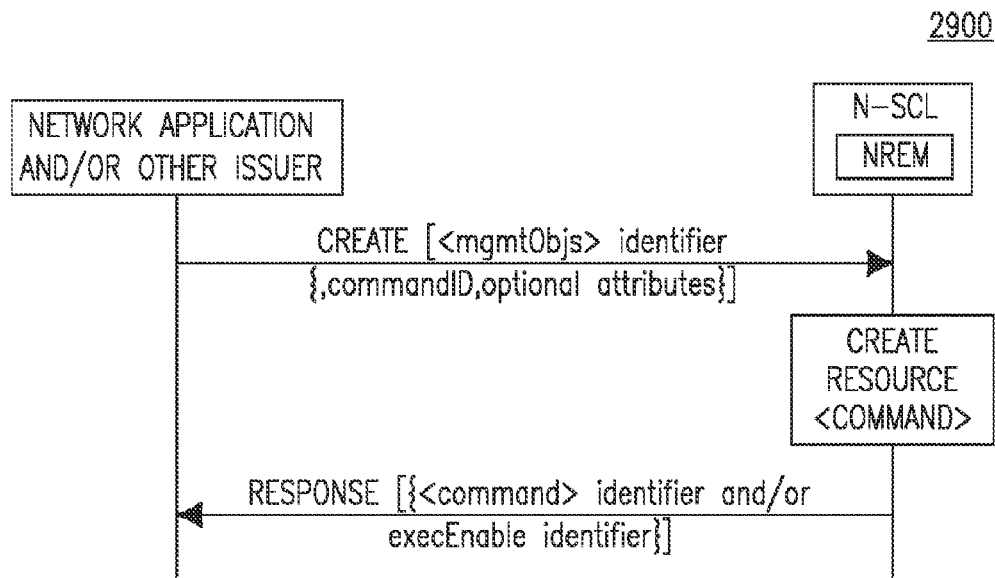 2900
NETWORK APPLICATION
AND/OR OTHER ISSUER
N-SCL
NREM
CREATE [<mgmtObjs> identifier
{,commandID,optional attributes}]
CREATE
RESOURCE
<COMMAND>
RESPONSE [{<command> identifier and/or
execEnable identifier}]